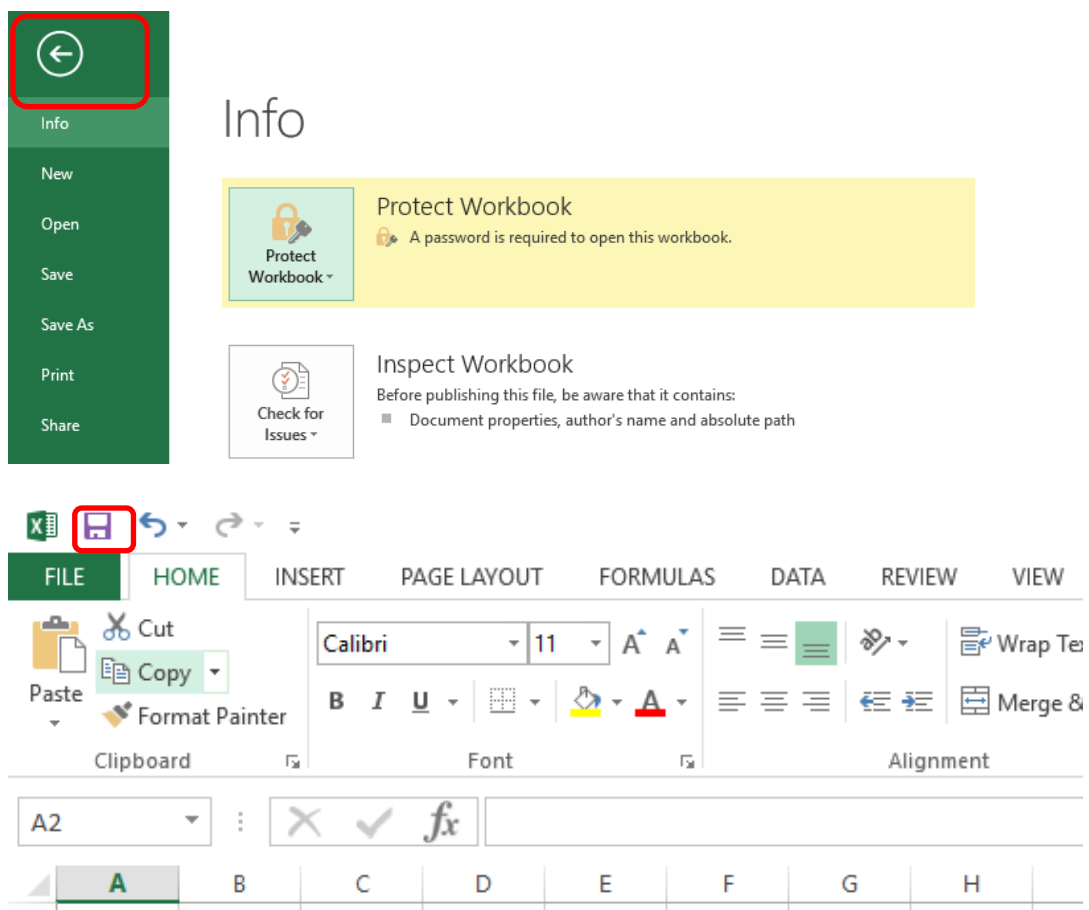 Info
Info
New
Open
Save
Save As
Print
Share
Protect Workbook
A password is required to open this workbook.
Protect
Workbook
Inspect Workbook
Before publishing this file, be aware that it contains:
Document properties, author's name and absolute path
Check for
Issues
FILE HOME INSERT PAGE LAYOUT FORMULAS DATA REVIEW VIEW
Cut
Copy
Format Painter
Paste
Clipboard
Calibri 11 A A
B I U A
Font
Wrap Tex
Merge &
Alignment
A2 fx
A B C D E F G H